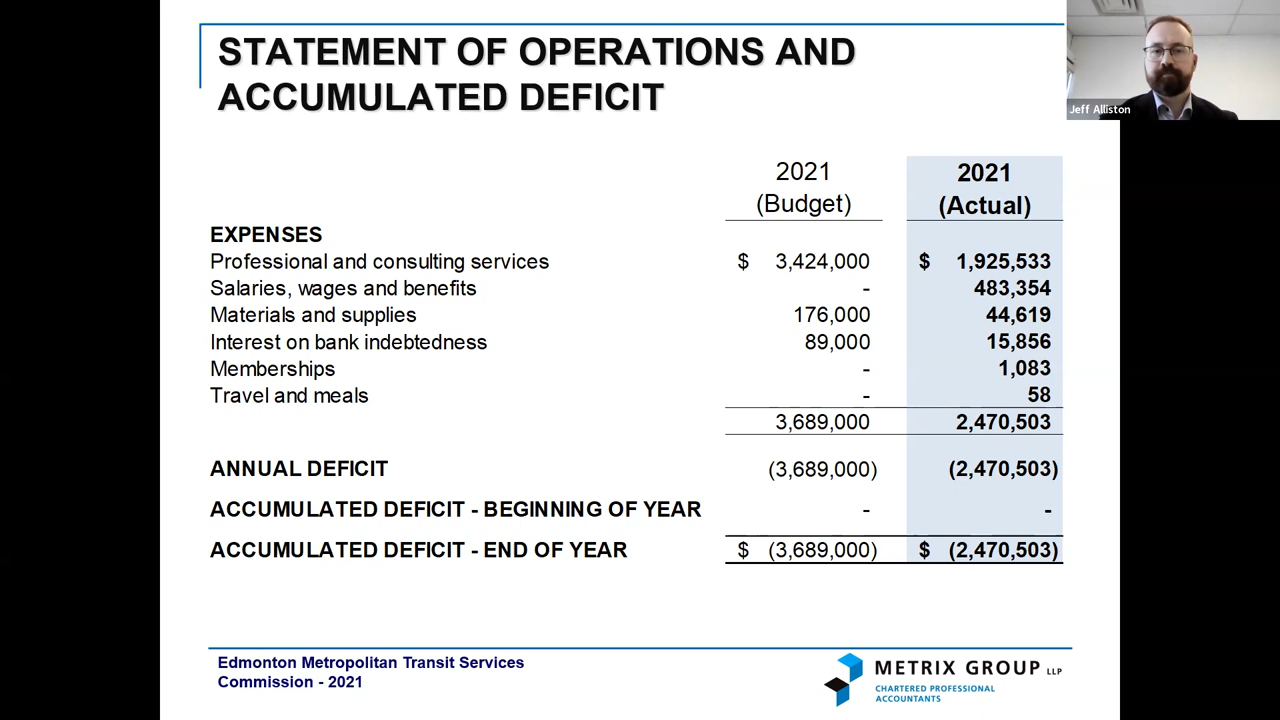 STATEMENT OF OPERATIONS AND
ACCUMULATED DEFICIT
Jeff Alliston
2021 2021
(Budget) (Actual)
EXPENSES
Professional and consulting services $ 3,424,000 $ 1,925,533
Salaries, wages and benefits - 483,354
Materials and supplies 176,000 44,619
Interest on bank indebtedness 89,000 15,856
Memberships - 1,083
Travel and meals - 58
3,689,000 2,470,503
ANNUAL DEFICIT (3,689,000) (2,470,503)
ACCUMULATED DEFICIT - BEGINNING OF YEAR - -
ACCUMULATED DEFICIT - END OF YEAR $ (3,689,000) $ (2,470,503)
Edmonton Metropolitan Transit Services
Commission - 2021
METRIX GROUP LLP
CHARTERED PROFESSIONAL
ACCOUNTANTS